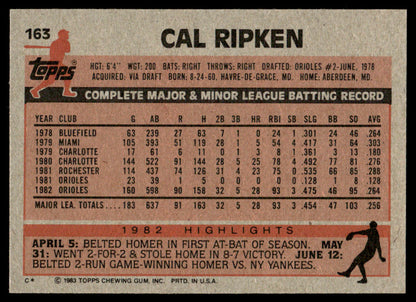 163
CAL RIPKEN
TOPPS
HGT: 6'4" WGT: 200 BATS: RIGHT THROWS: RIGHT DRAFTED: ORIOLES #2-JUNE, 1978
ACQUIRED: VIA DRAFT BORN: 8-24-60, HAVRE-DE-GRACE, MD. HOME: ABERDEEN, MD.
COMPLETE MAJOR & MINOR LEAGUE BATTING RECORD
YEAR CLUB G AB R H 2B 3B HR RBI SB SLG BB SO AVG
1978 BLUEFIELD 63 239 27 63 7 1 0 24 1 .301 24 46 .264
1979 MIAMI 105 393 51 119 28 1 5 54 4 .417 31 64 .303
1979 CHARLOTTE 17 61 6 11 0 1 3 8 1 .361 3 13 .180
1980 CHARLOTTE 144 522 91 144 28 5 25 78 4 .492 77 81 .276
1981 ROCHESTER 114 437 74 126 31 4 23 75 0 .535 66 85 .288
1981 ORIOLES 23 39 1 5 0 0 0 0 0 .128 1 8 .128
1982 ORIOLES 160 598 90 158 32 5 28 93 3 .475 46 95 .264
MAJOR LEA. TOTALS 183 637 91 163 32 5 28 93 3 .454 47 103 .256
1982 HIGHLIGHTS
APRIL 5: BELTED HOMER IN FIRST AT-BAT OF SEASON. MAY
31: WENT 2-FOR-2 & STOLE HOME IN 8-7 VICTORY. JUNE 12:
BELTED 2-RUN GAME-WINNING HOMER VS. NY YANKEES.
C* © 1983 TOPPS CHEWING GUM, INC. PRTD. IN U.S.A.